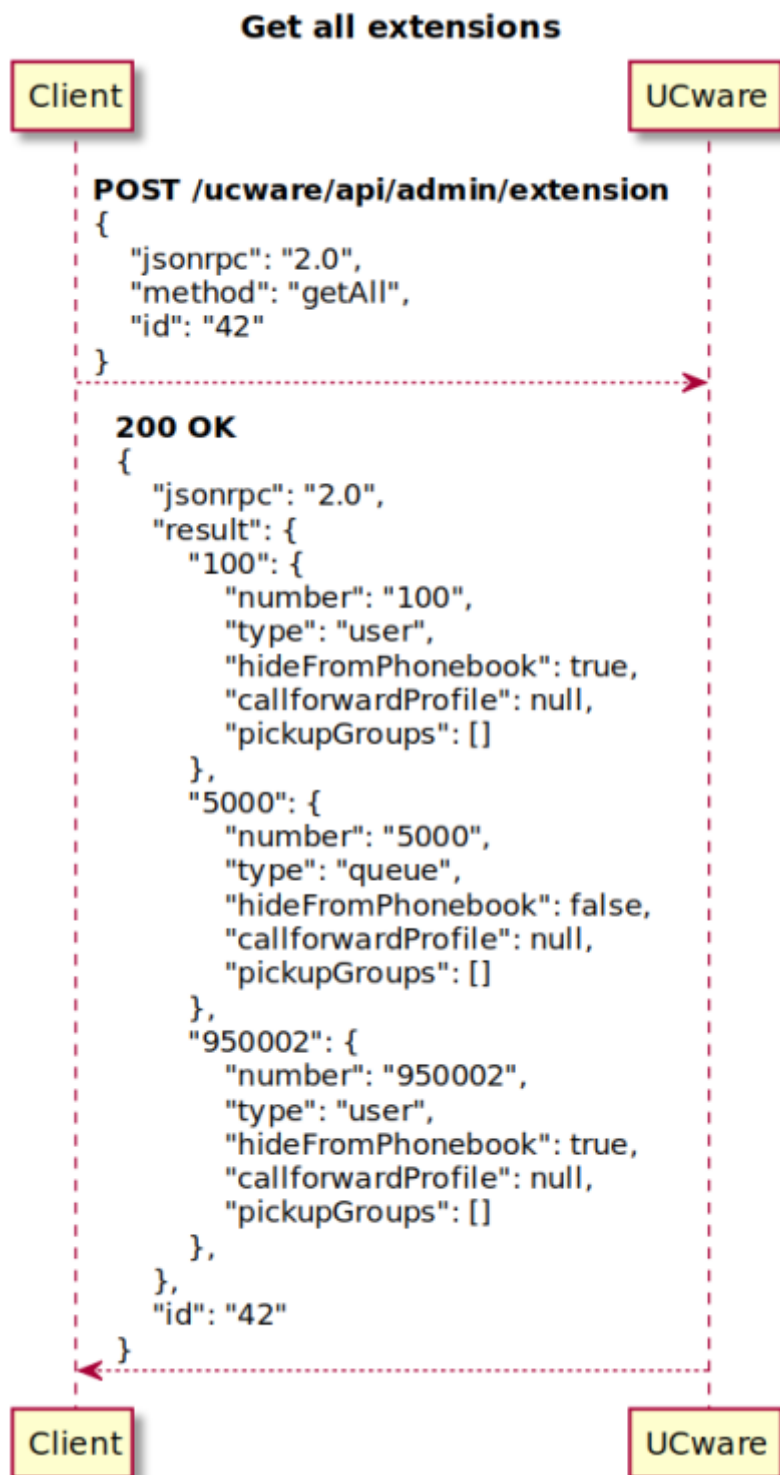 Get all extensions
Client
UCware
POST /ucware/api/admin/extension
{
"jsonrpc": "2.0",
"method": "getAll",
"id": "42"
}
200 OK
{
"jsonrpc": "2.0",
"result": {
"100": {
"number": "100",
"type": "user",
"hideFromPhonebook": true,
"callforwardProfile": null,
"pickupGroups": []
},
"5000": {
"number": "5000",
"type": "queue",
"hideFromPhonebook": false,
"callforwardProfile": null,
"pickupGroups": []
},
"950002": {
"number": "950002",
"type": "user",
"hideFromPhonebook": true,
"callforwardProfile": null,
"pickupGroups": []
},
},
"id": "42"
}
Client
UCware